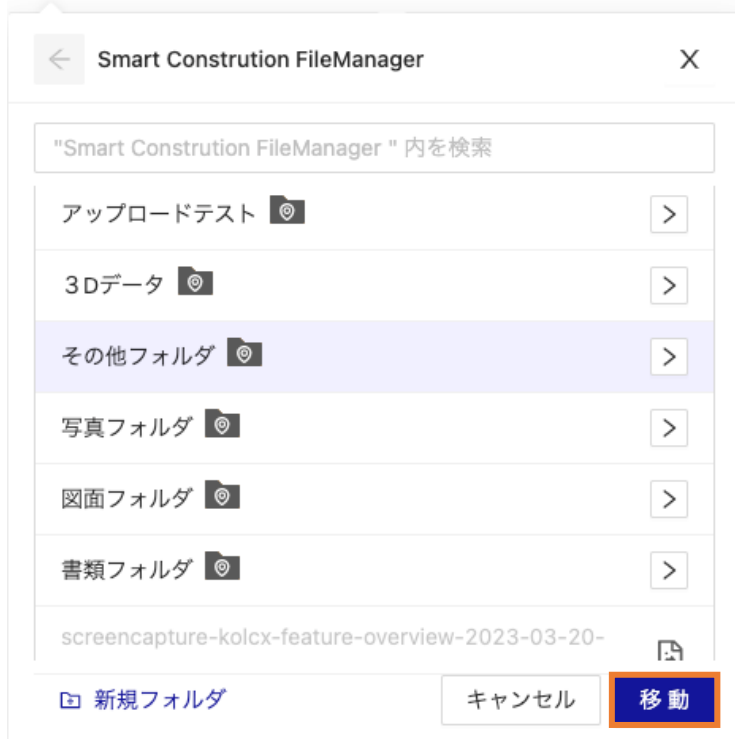 Smart Constrution FileManager
"Smart Constrution FileManager " 内を検索
アップロードテスト
３Dデータ
その他フォルダ
写真フォルダ
図面フォルダ
書類フォルダ
screencapture-kolcx-feature-overview-2023-03-20-
新規フォルダ
キャンセル
移動